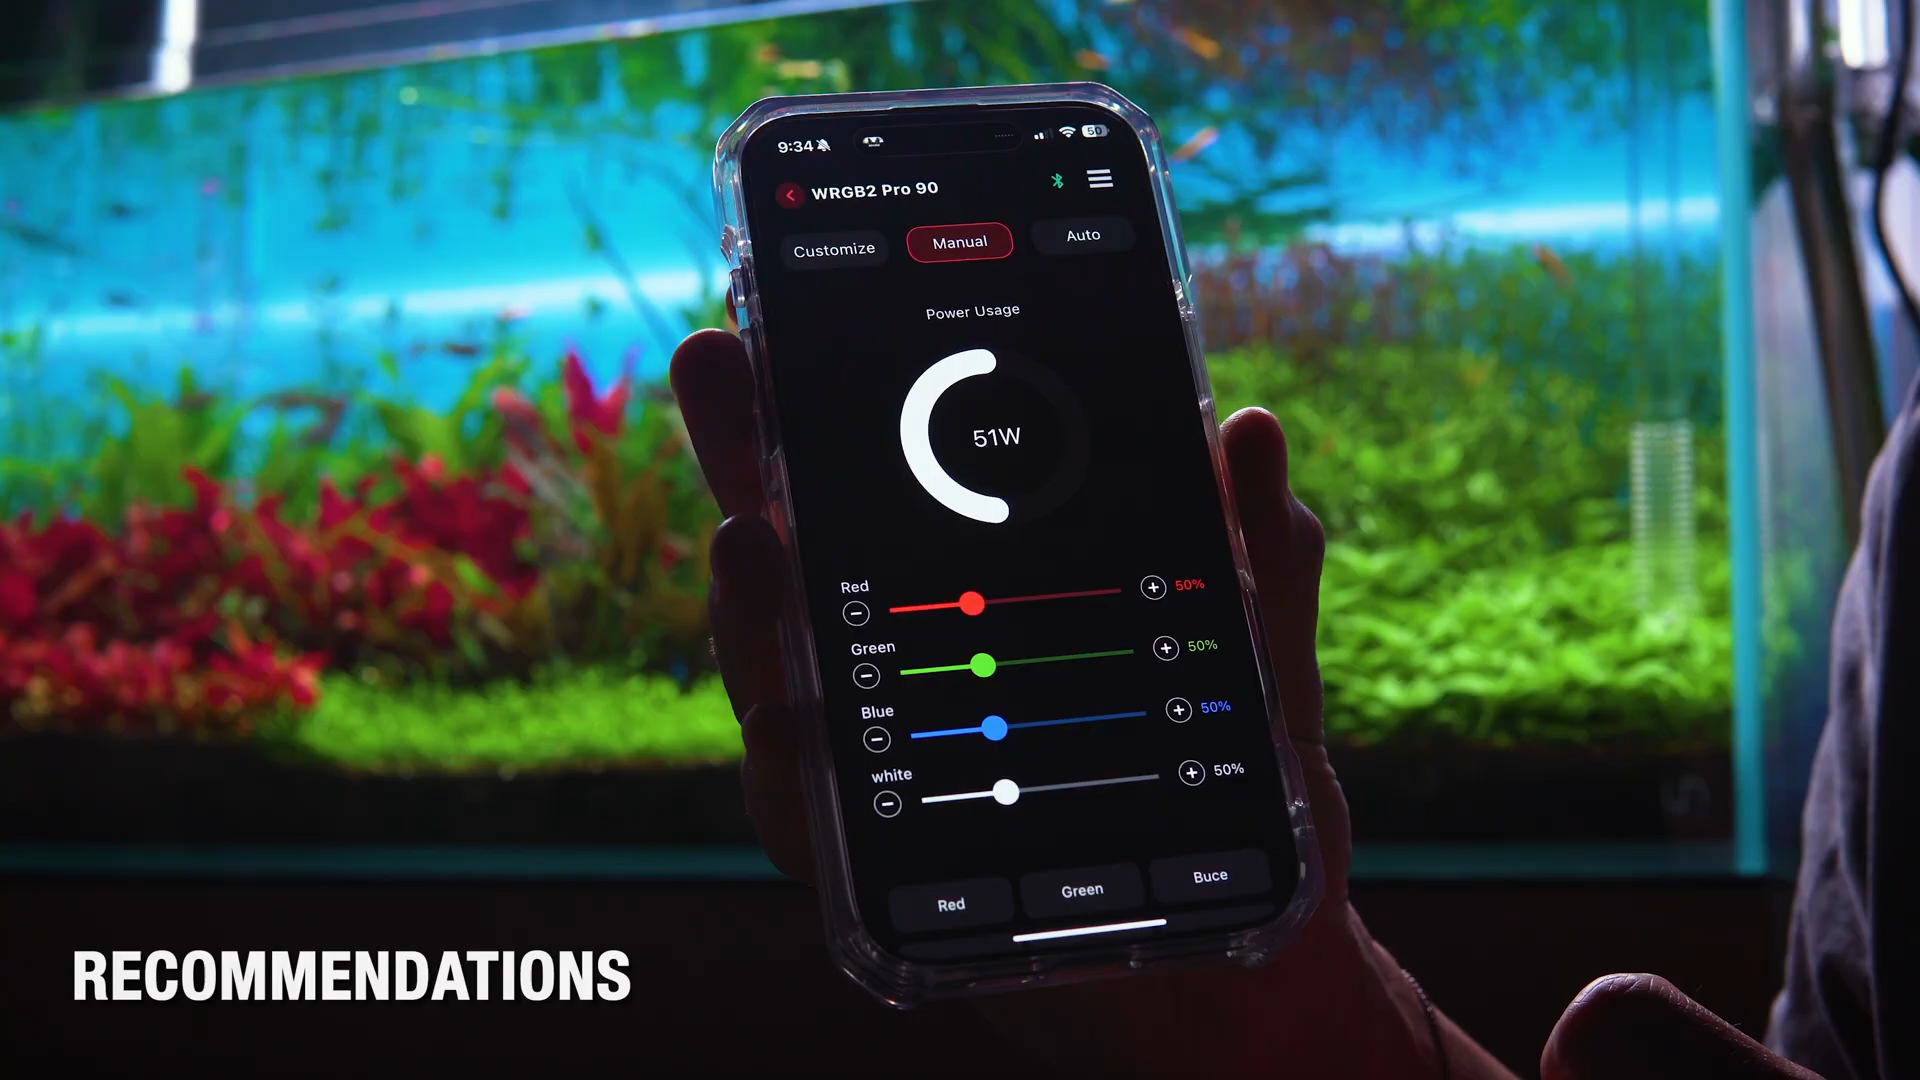 9:34
50
WRGB2 Pro 90
Customize Manual Auto
Power Usage
51W
Red
50%
Green
50%
Blue
50%
white
50%
Red Green Buce
RECOMMENDATIONS